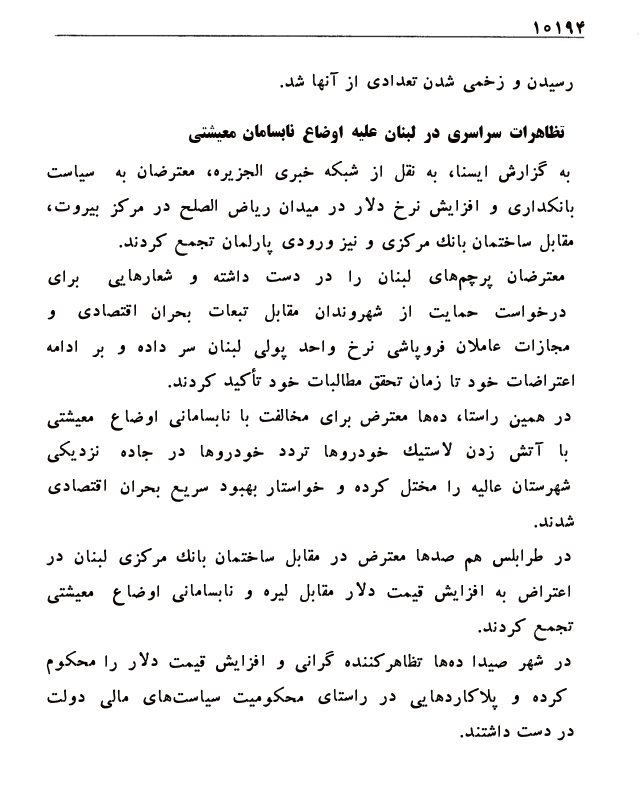 ۱۰۱۹۴
رسیدن و زخمی شدن تعدادی از آنها شد.
تظاهرات سراسری در لبنان علیه اوضاع نابسامان معیشتی
به گزارش ایسنا، به نقل از شبکه خبری الجزیره، معترضان به سیاست
بانکداری و افزایش نرخ دلار در میدان ریاض الصلح در مرکز بیروت،
مقابل ساختمان بانك مرکزی و نیز ورودی پارلمان تجمع کردند.
معترضان پرچم‌های لبنان را در دست داشته و شعارهایی برای
درخواست حمایت از شهروندان مقابل تبعات بحران اقتصادی و
مجازات عاملان فروپاشی نرخ واحد پولی لبنان سر داده و بر ادامه
اعتراضات خود تا زمان تحقق مطالبات خود تأکید کردند.
در همین راستا، ده‌ها معترض برای مخالفت با نابسامانی اوضاع معیشتی
با آتش زدن لاستیك خودروها تردد خودروها در جاده نزدیکی
شهرستان عالیه را مختل کرده و خواستار بهبود سریع بحران اقتصادی
شدند.
در طرابلس هم صدها معترض در مقابل ساختمان بانك مرکزی لبنان در
اعتراض به افزایش قیمت دلار مقابل لیره و نابسامانی اوضاع معیشتی
تجمع کردند.
در شهر صیدا ده‌ها تظاهرکننده گرانی و افزایش قیمت دلار را محکوم
کرده و پلاکاردهایی در راستای محکومیت سیاست‌های مالی دولت
در دست داشتند.